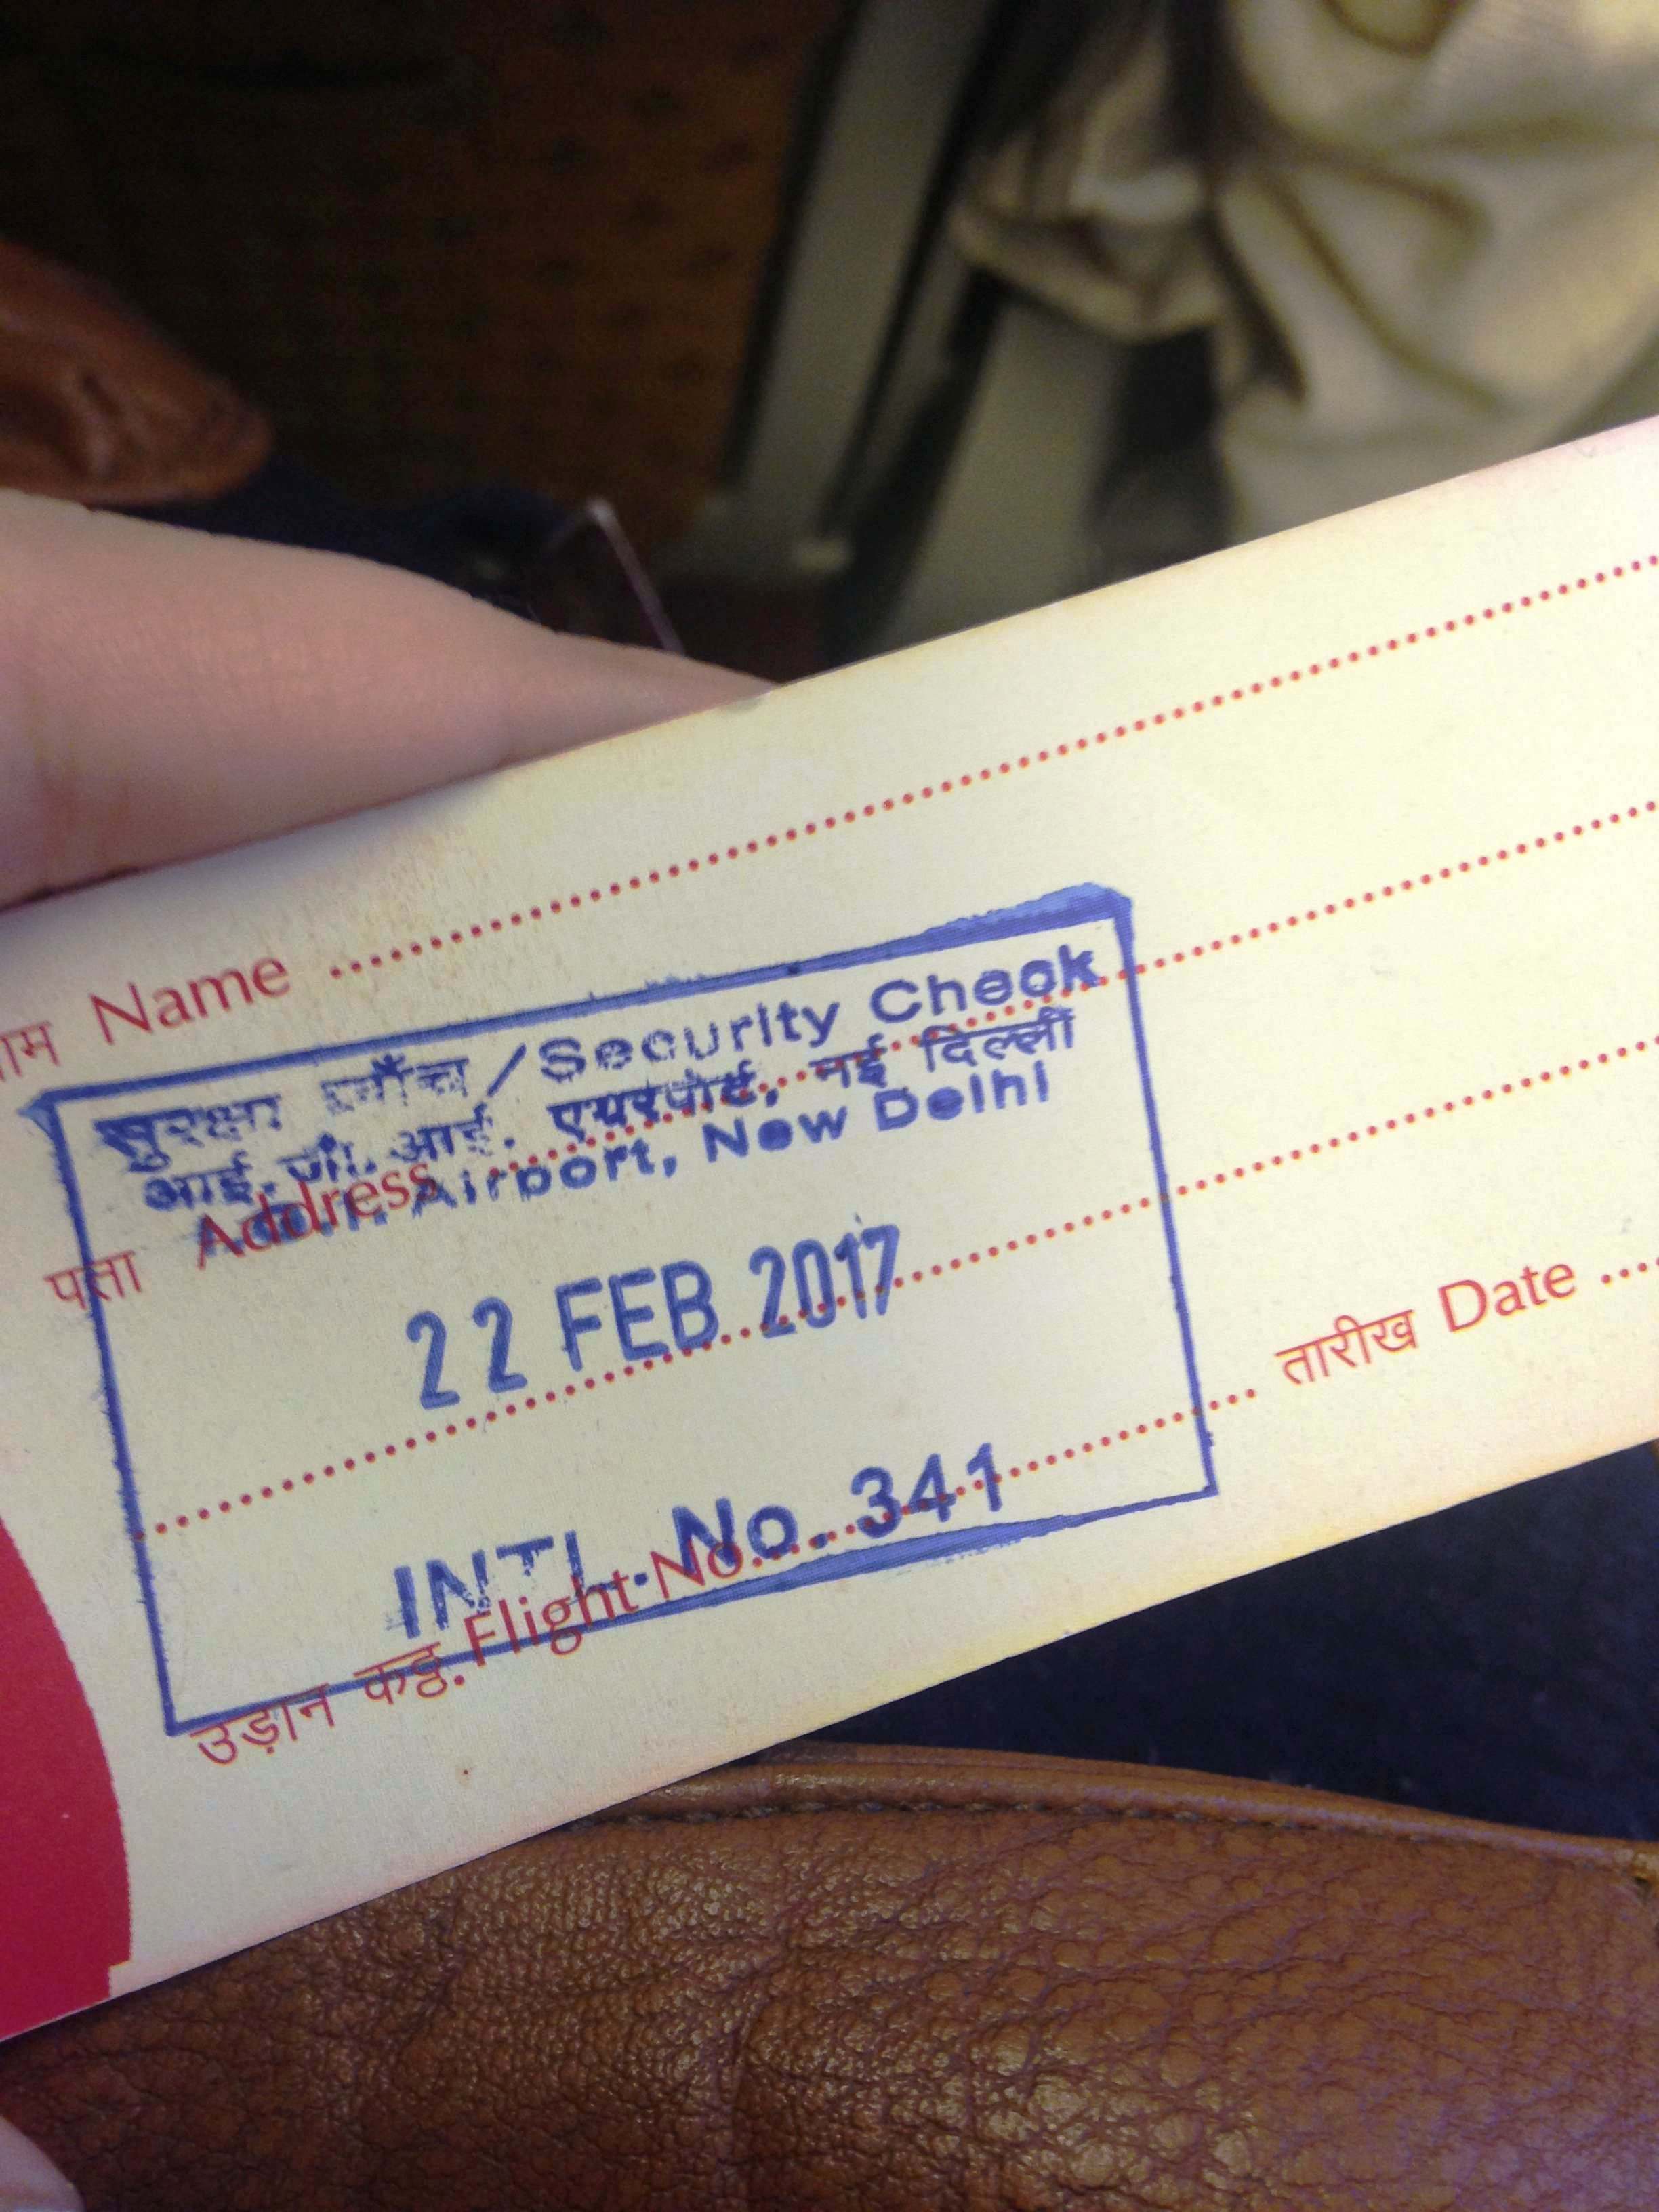 नाम Name ................................
सुरक्षा जाँच /Security Check
आई.जी.आई. एयरपोर्ट, नई दिल्ली
I.G.I. Airport, New Delhi
पता Address ................................
22 FEB 2017
INTL. No. 341
उड़ान कट्ठ. Flight No. ................ तारीख Date ....